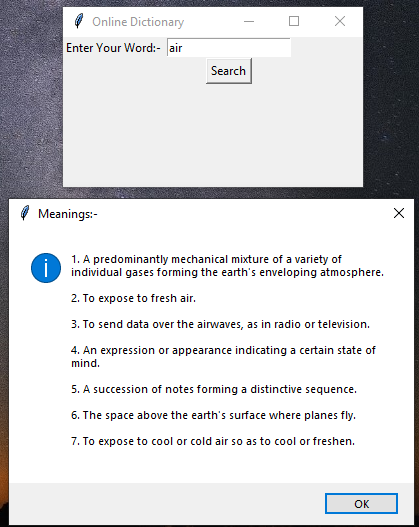 Online Dictionary
Enter Your Word:- air
Search
Meanings:-
1. A predominantly mechanical mixture of a variety of
individual gases forming the earth's enveloping atmosphere.
2. To expose to fresh air.
3. To send data over the airwaves, as in radio or television.
4. An expression or appearance indicating a certain state of
mind.
5. A succession of notes forming a distinctive sequence.
6. The space above the earth's surface where planes fly.
7. To expose to cool or cold air so as to cool or freshen.
OK